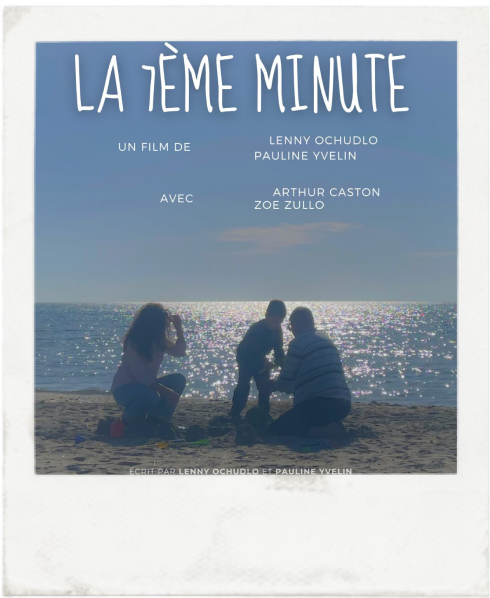 LA 7ÈME MINUTE
UN FILM DE
LENNY OCHUDLO
PAULINE YVELIN
AVEC
ARTHUR CASTON
ZOE ZULLO
ÉCRIT PAR LENNY OCHUDLO ET PAULINE YVELIN